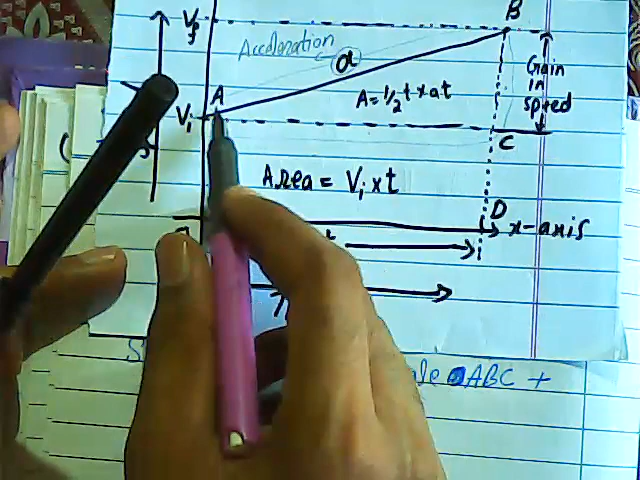 Vf
B
Acceleration
a
Gain
in
speed
A
A = 1/2 t x at
Vi
C
Area = Vi x t
D
x-axis
t
ABC +